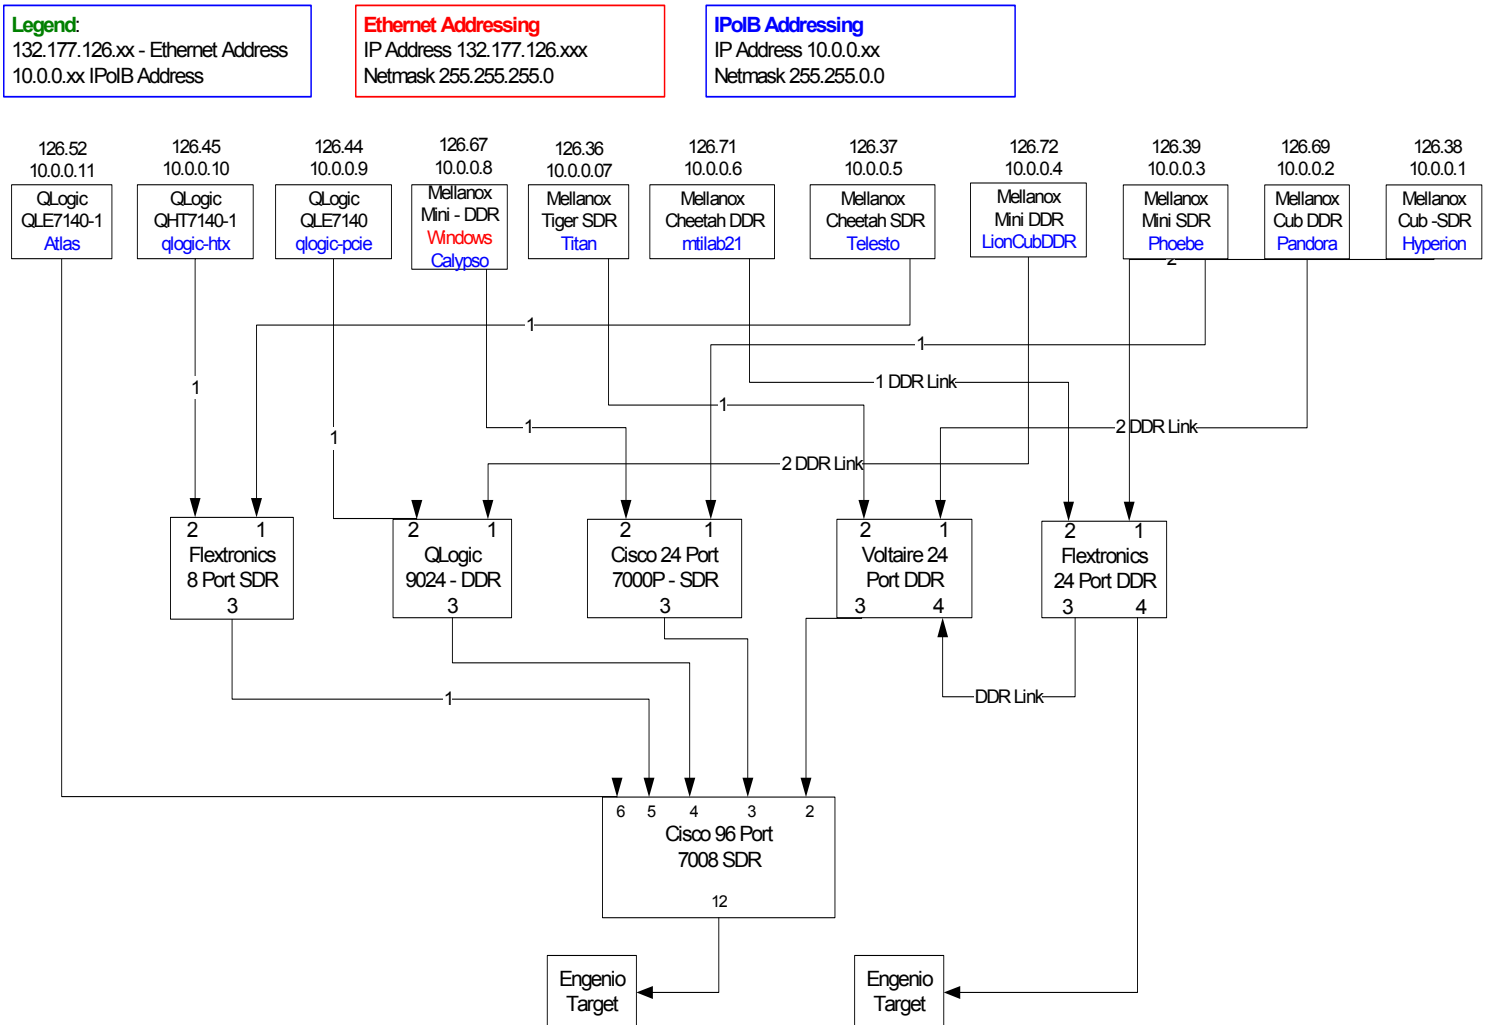 Legend:
132.177.126.xx - Ethernet Address
10.0.0.xx IPoIB Address
Ethernet Addressing
IP Address 132.177.126.xxx
Netmask 255.255.255.0
IPoIB Addressing
IP Address 10.0.0.xx
Netmask 255.255.0.0
126.52
10.0.0.11
QLogic
QLE7140-1
Atlas
126.45
10.0.0.10
QLogic
QHT7140-1
qlogic-htx
126.44
10.0.0.9
QLogic
QLE7140
qlogic-pcie
126.67
10.0.0.8
Mellanox
Mini - DDR
Windows
Calypso
126.36
10.0.0.07
Mellanox
Tiger SDR
Titan
126.71
10.0.0.6
Mellanox
Cheetah DDR
mtilab21
126.37
10.0.0.5
Mellanox
Cheetah SDR
Telesto
126.72
10.0.0.4
Mellanox
Mini DDR
LionCubDDR
126.39
10.0.0.3
Mellanox
Mini SDR
Phoebe
126.69
10.0.0.2
Mellanox
Cub DDR
Pandora
126.38
10.0.0.1
Mellanox
Cub -SDR
Hyperion
2
1
1
1
1 DDR Link
1
1
1
2 DDR Link
2 DDR Link
2 1
Flextronics
8 Port SDR
3
2 1
QLogic
9024 - DDR
3
2 1
Cisco 24 Port
7000P - SDR
3
2 1
Voltaire 24
Port DDR
3 4
2 1
Flextronics
24 Port DDR
3 4
1
DDR Link
6 5 4 3 2
Cisco 96 Port
7008 SDR
12
Engenio
Target
Engenio
Target